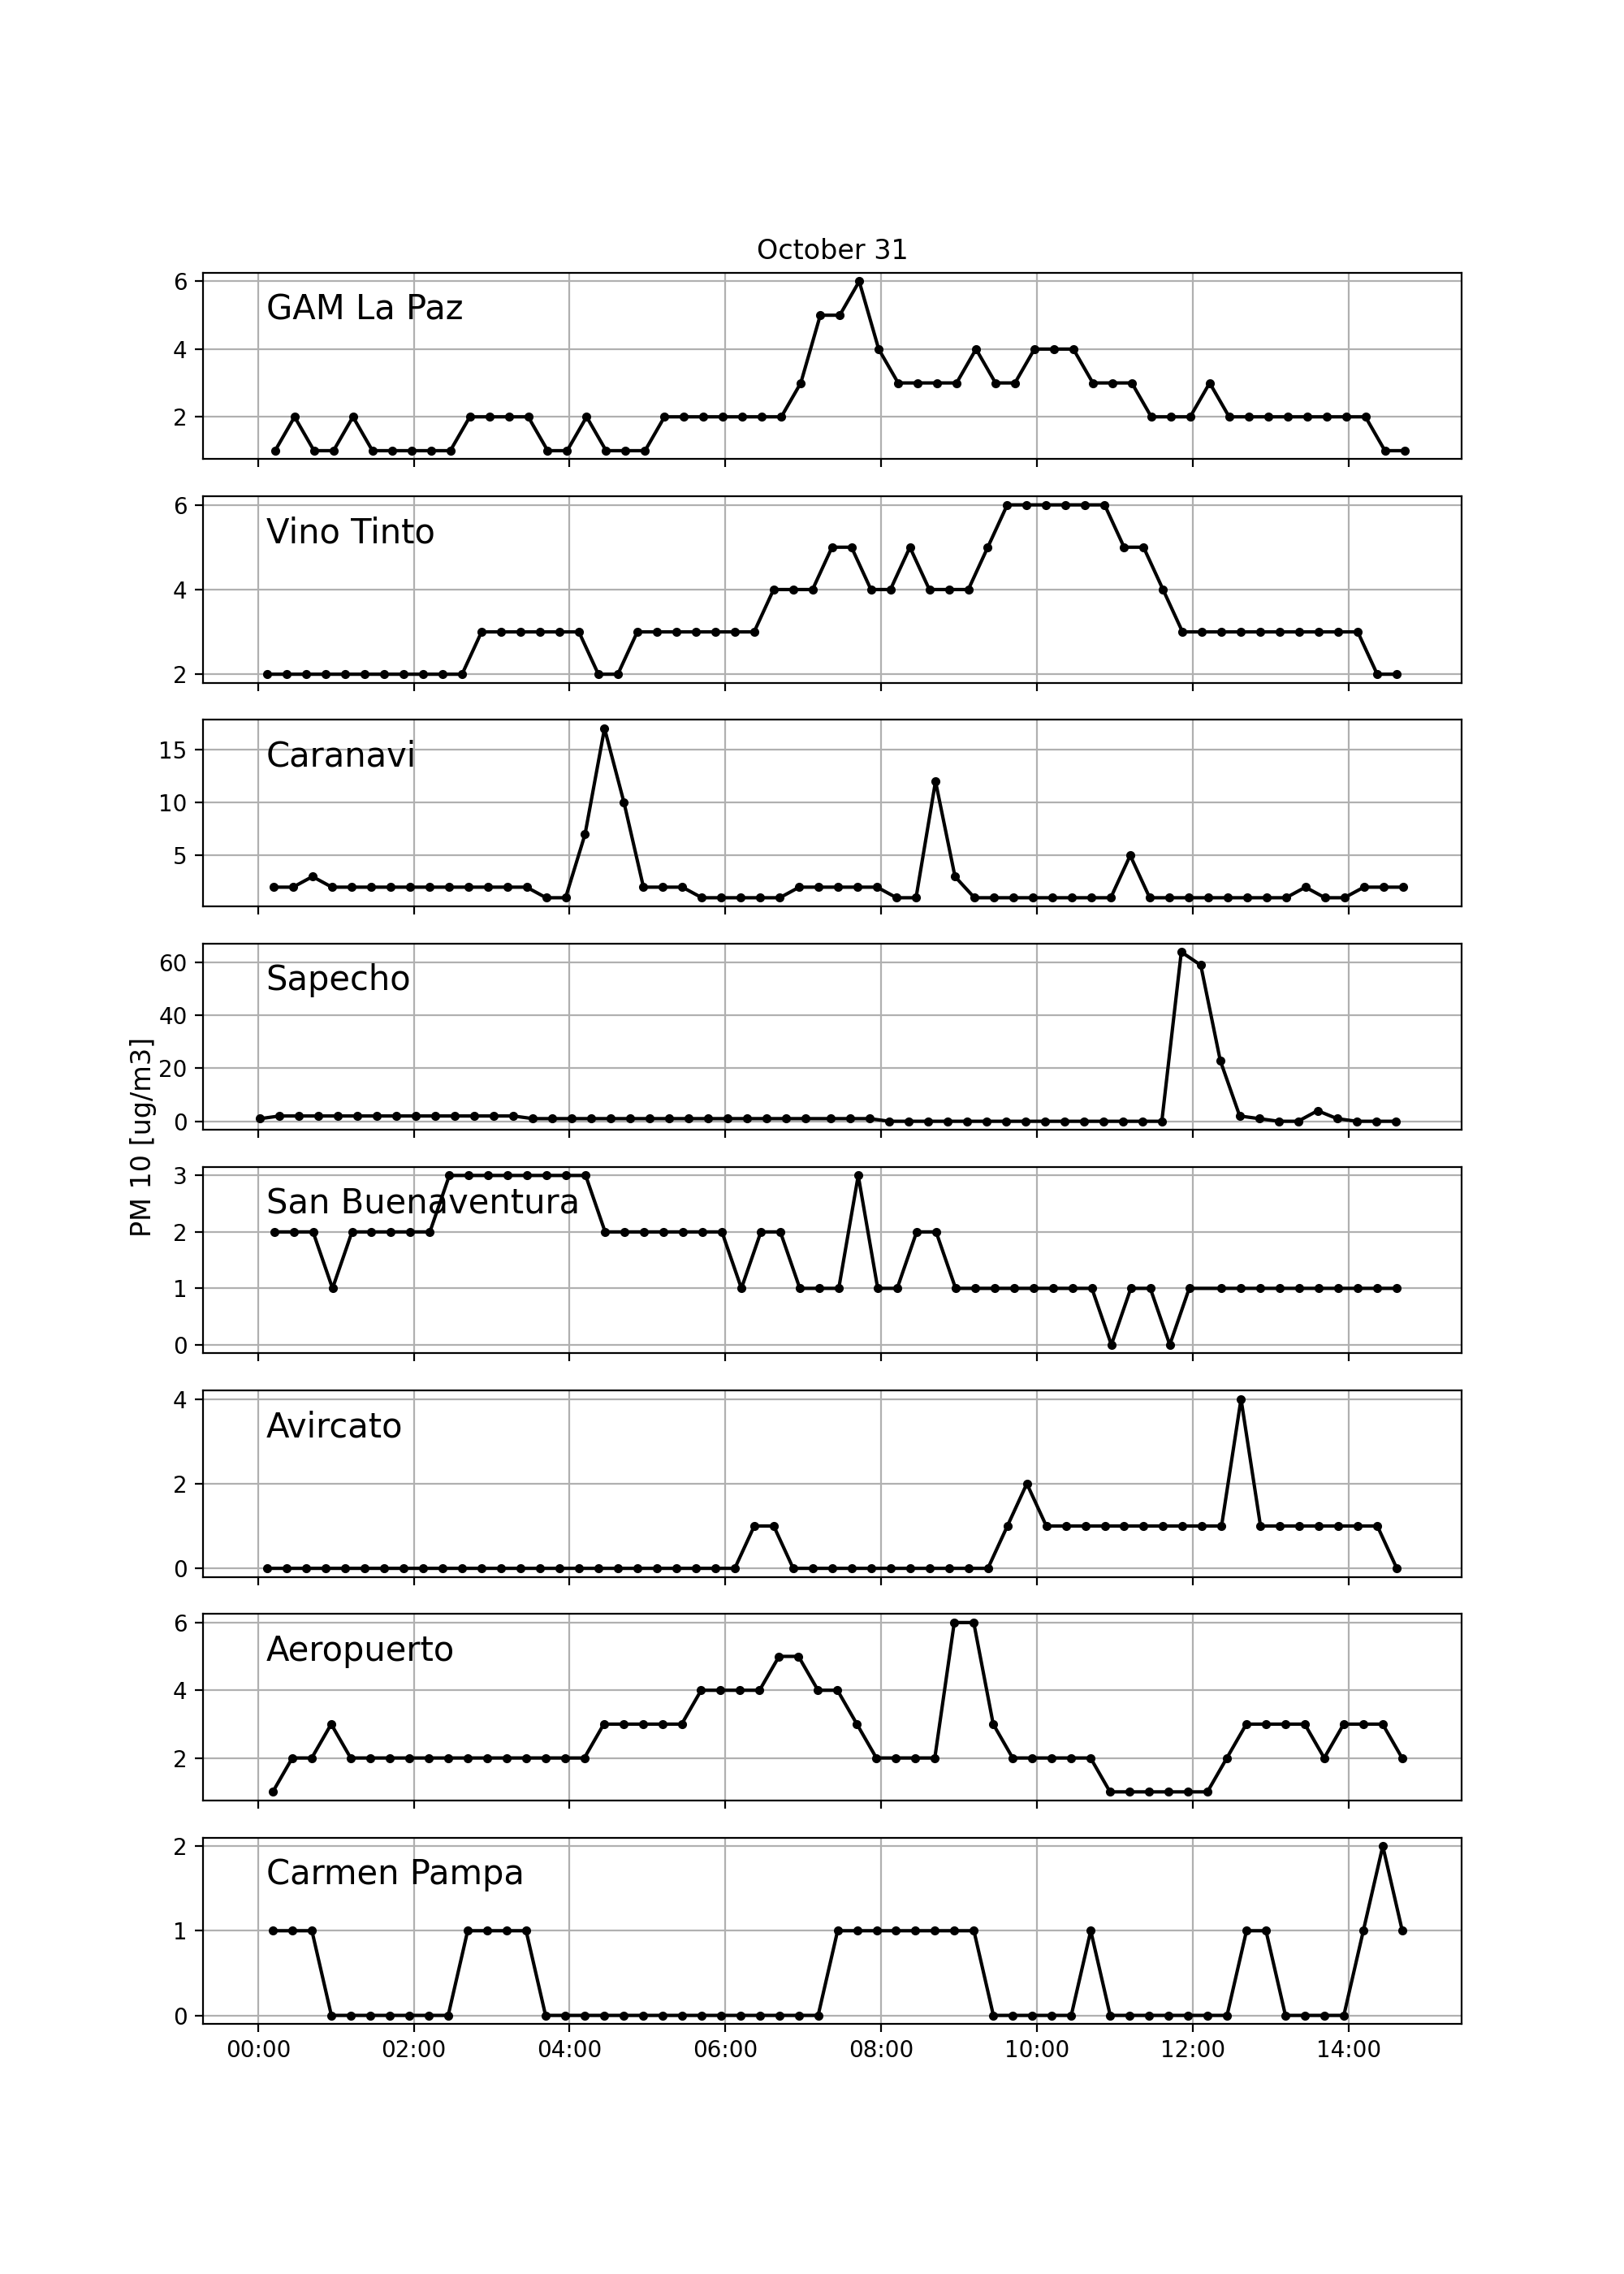 October 31
6
GAM La Paz
4
2
6
Vino Tinto
4
2
15
Caranavi
10
5
60
Sapecho
40
20
0
PM 10 [ug/m3]
3
San Buenaventura
2
1
0
4
Avircato
2
0
6
Aeropuerto
4
2
2
Carmen Pampa
1
0
00:00 02:00 04:00 06:00 08:00 10:00 12:00 14:00